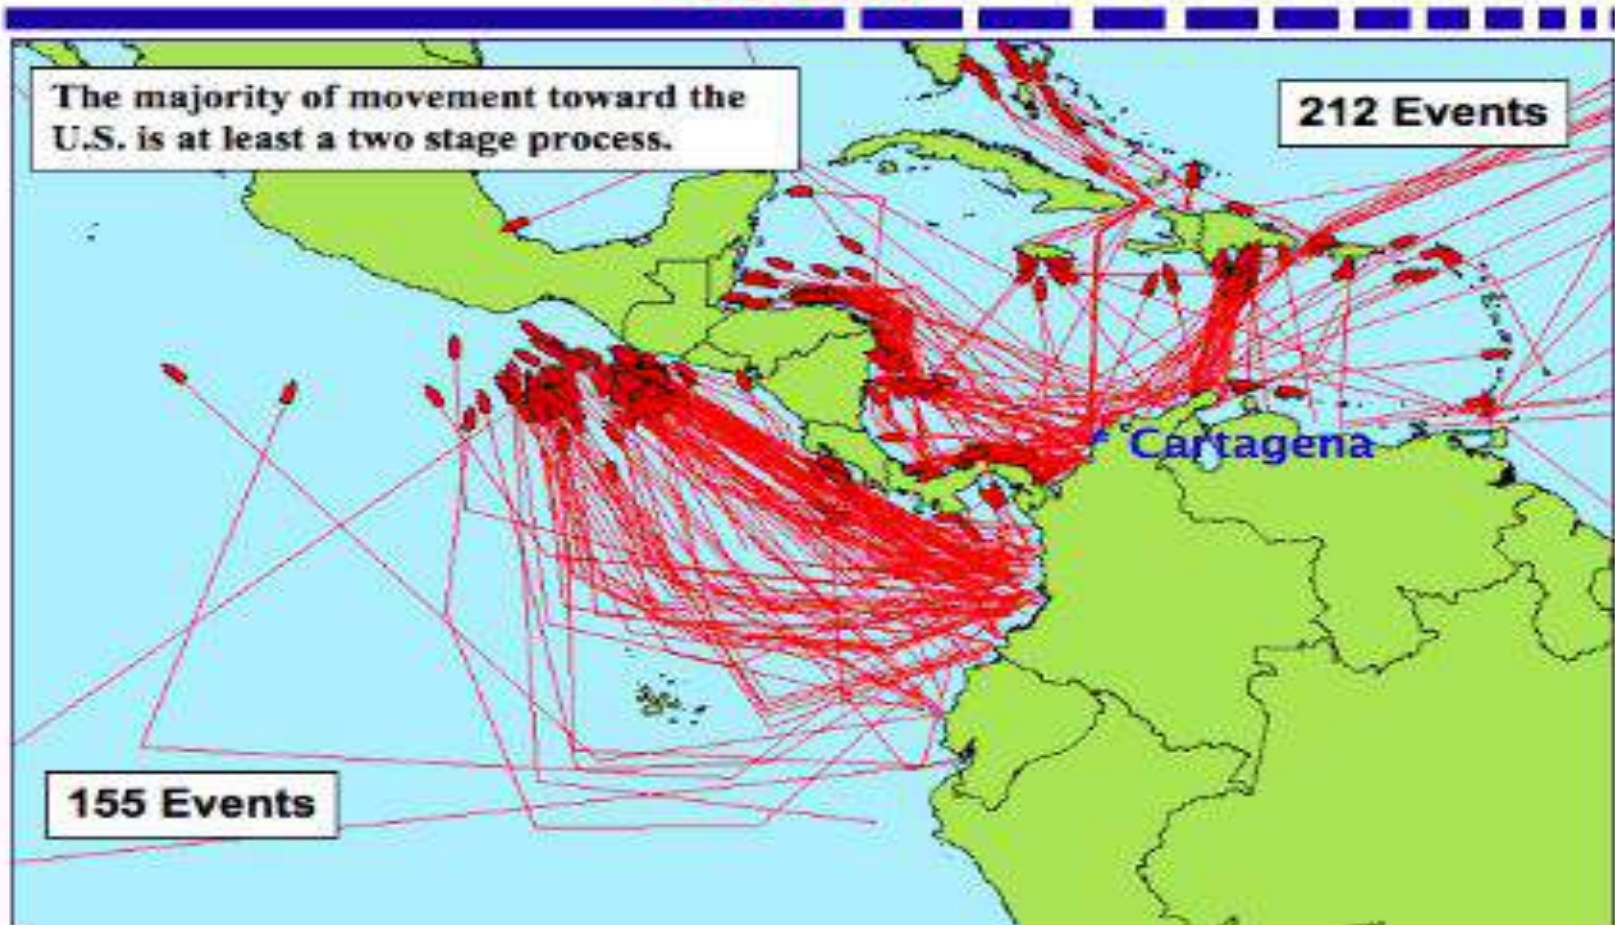 The majority of movement toward the
U.S. is at least a two stage process.
212 Events
Cartagena
155 Events